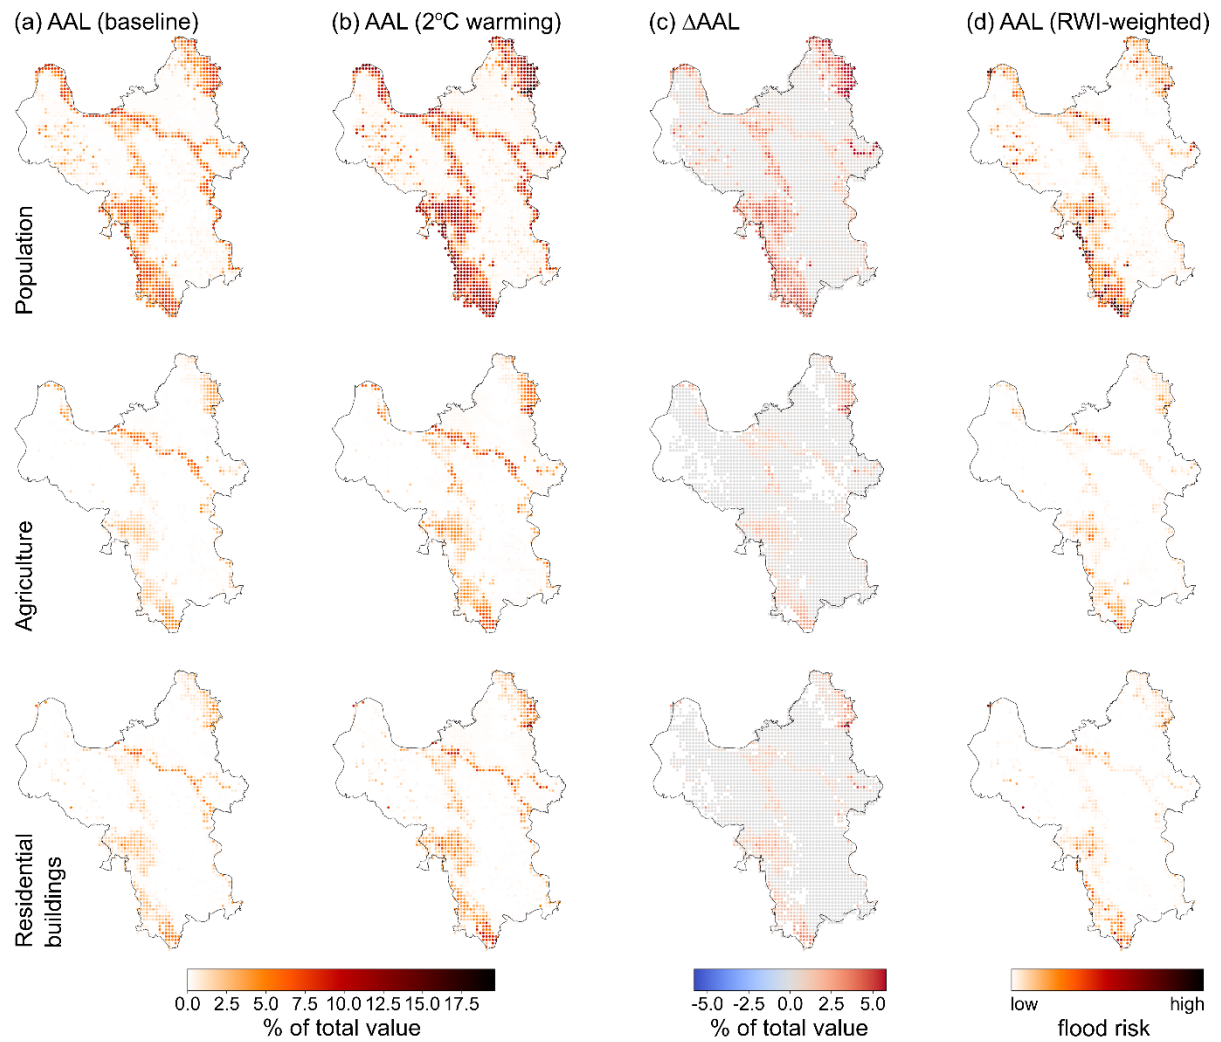 (a) AAL (baseline)
(b) AAL (2°C warming)
(c) ΔAAL
(d) AAL (RWI-weighted)
Population
Agriculture
Residential
buildings
0.0 2.5 5.0 7.5 10.0 12.5 15.0 17.5
% of total value
-5.0 -2.5 0.0 2.5 5.0
% of total value
low high
flood risk